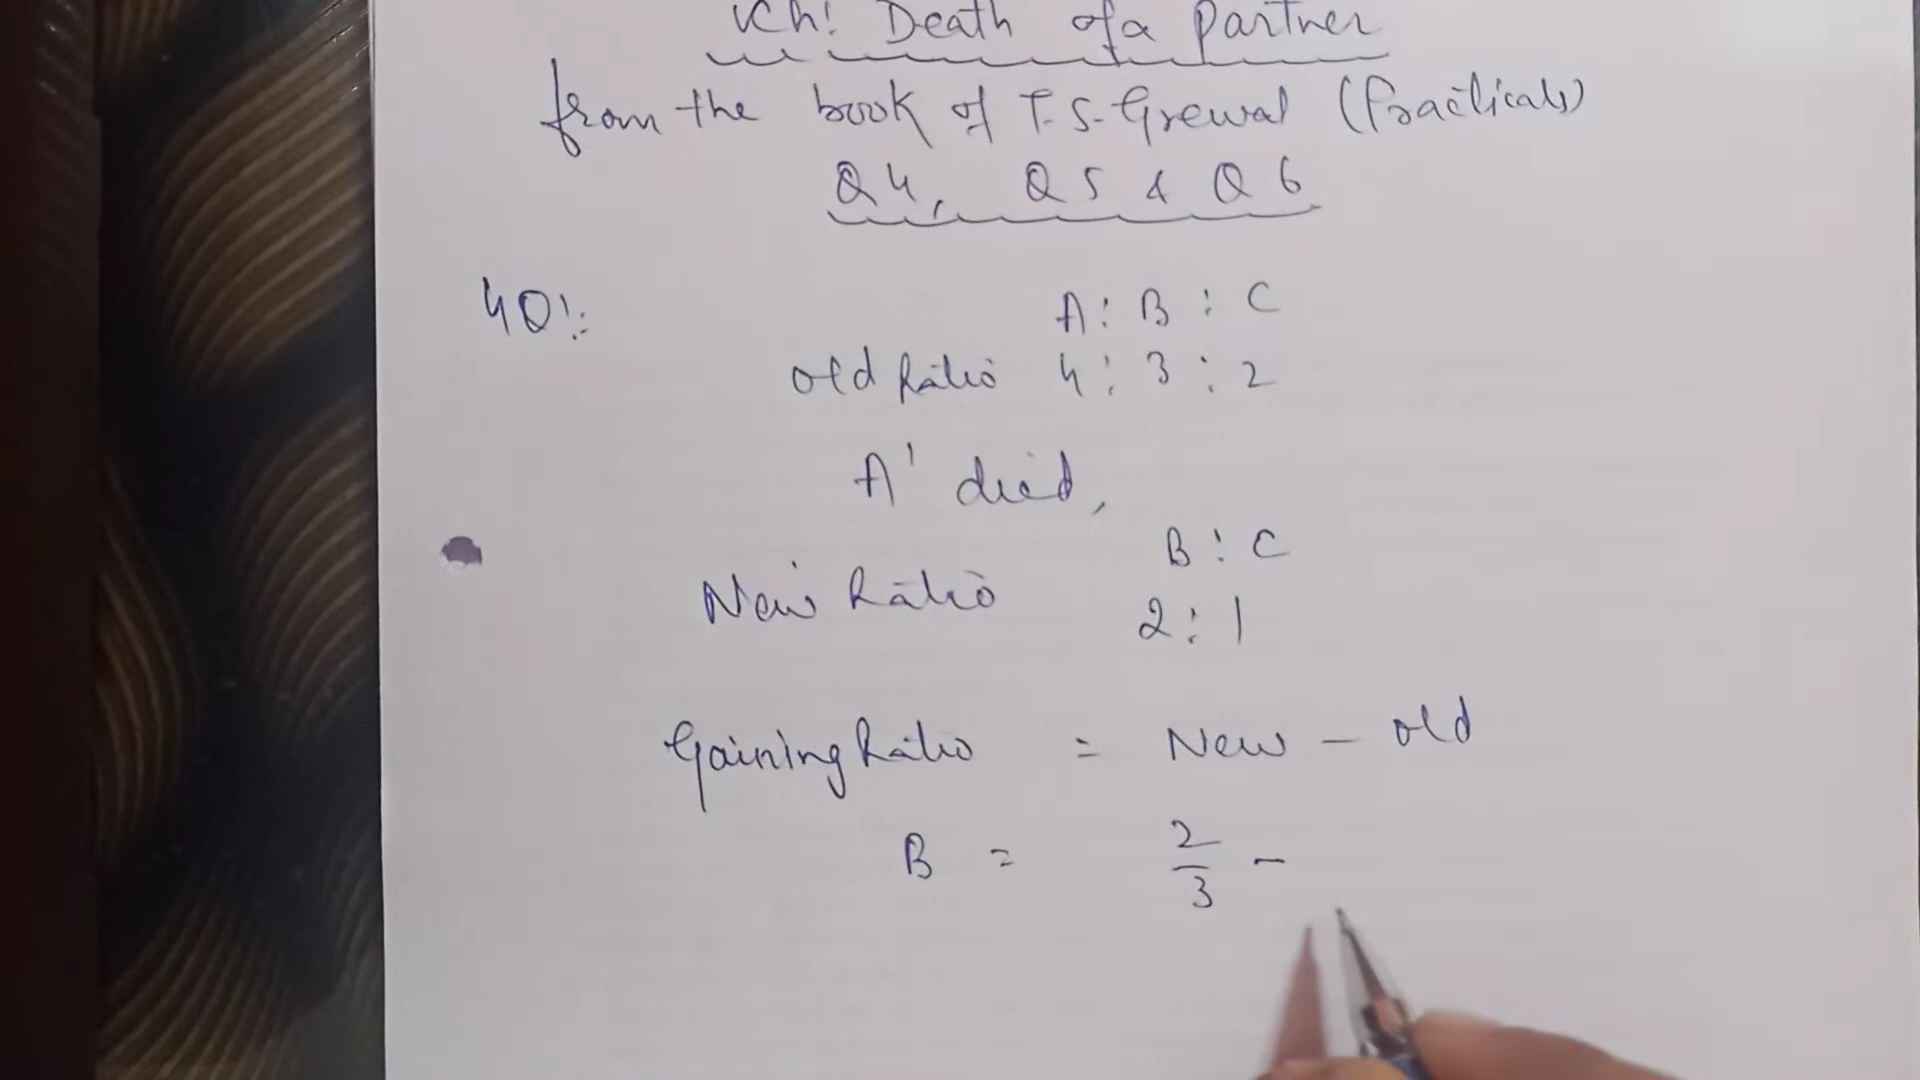 Ch: Death of a Partner
from the book of T.S. Grewal (Practicals)
Q4, Q5 & Q6
4Q:-
A : B : C
old Ratio 4 : 3 : 2
A' died,
B : C
New Ratio 2 : 1
Gaining Ratio = New - old
B = 2/3 -